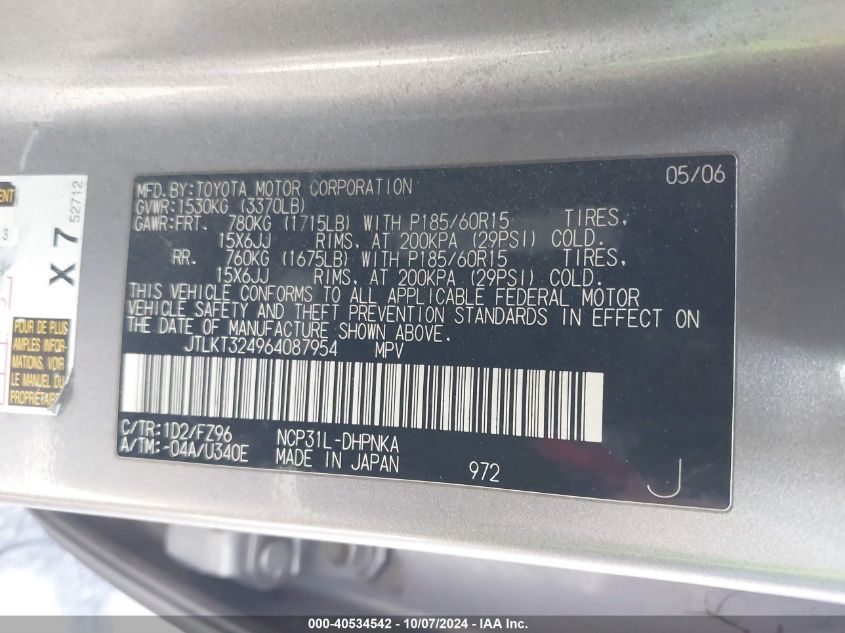 MFD. BY: TOYOTA MOTOR CORPORATION 05/06
GVWR: 1530KG (3370LB)
GAWR: FRT. 780KG (1715LB) WITH P185/60R15 TIRES,
15X6JJ RIMS, AT 200KPA (29PSI) COLD.
RR. 760KG (1675LB) WITH P185/60R15 TIRES,
15X6JJ RIMS, AT 200KPA (29PSI) COLD.
THIS VEHICLE CONFORMS TO ALL APPLICABLE FEDERAL MOTOR
VEHICLE SAFETY AND THEFT PREVENTION STANDARDS IN EFFECT ON
THE DATE OF MANUFACTURE SHOWN ABOVE.
JTLKT324964087954 MPV
C/TR: 1D2/FZ96 NCP31L-DHPNKA
A/TM: -04A/U340E MADE IN JAPAN 972
J
X 7
52712
3
POUR DE PLUS
AMPLES INFOR-
MATIONS, VOIR
LE MANUEL DU
PROPRIÉTAIRE
000-40534542 - 10/07/2024 - IAA Inc.